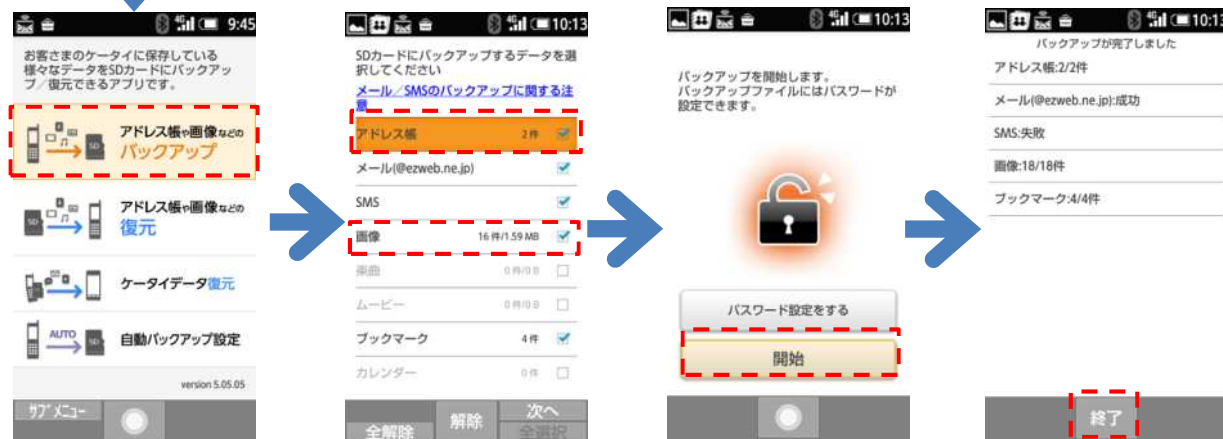 4G 9:45
お客さまのケータイに保存している
様々なデータをSDカードにバックアッ
プ／復元できるアプリです。
アドレス帳や画像などの
バックアップ
SD
アドレス帳や画像などの
復元
SD
ケータイデータ復元
AUTO
SD
自動バックアップ設定
version 5.05.05
サブメニュー
4G 10:13
SDカードにバックアップするデータを選
択してください
メール／SMSのバックアップに関する注
意
アドレス帳 2件
メール(@ezweb.ne.jp)
SMS
画像 16件/1.59 MB
楽曲 0件/0 B
ムービー 0件/0 B
ブックマーク 4件
カレンダー 0件
全解除 解除 次へ
全選択
4G 10:13
バックアップを開始します。
バックアップファイルにはパスワードが
設定できます。
パスワード設定をする
開始
4G 10:13
バックアップが完了しました
アドレス帳:2/2件
メール(@ezweb.ne.jp):成功
SMS:失敗
画像:18/18件
ブックマーク:4/4件
終了